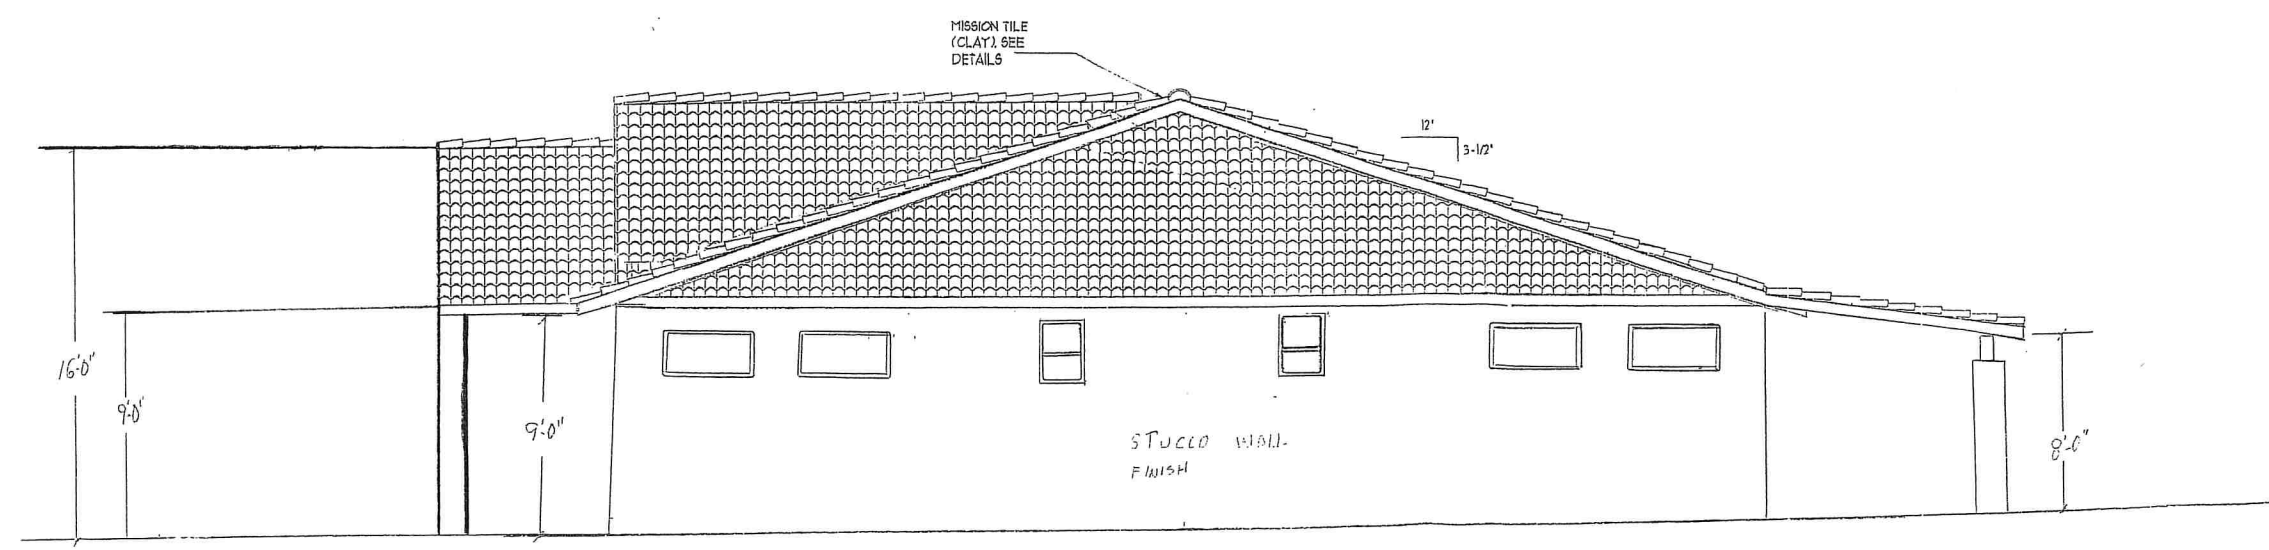 MISSION TILE
(CLAY). SEE
DETAILS
12'
3-1/2"
16'-0"
9'-0"
9'-0"
STUCCO WALL
FINISH
8'-0"